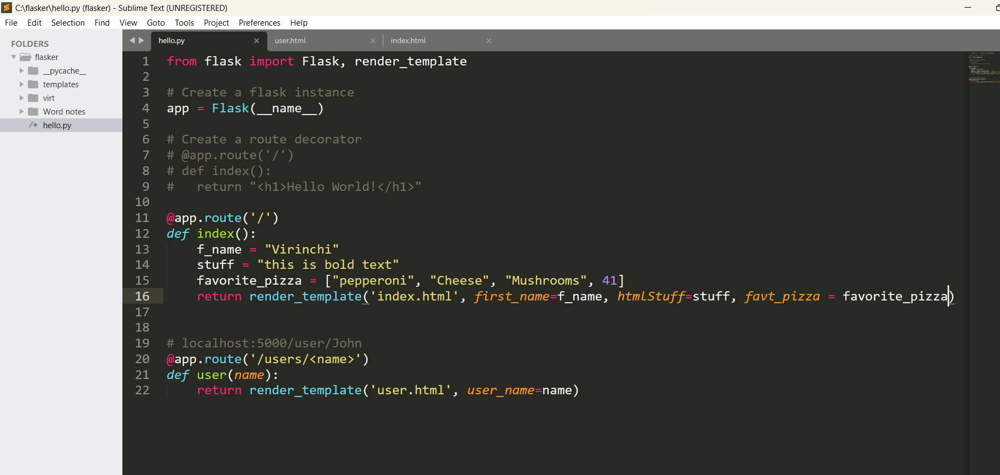 C:\flasker\hello.py (flasker) - Sublime Text (UNREGISTERED)
File Edit Selection Find View Goto Tools Project Preferences Help
FOLDERS
flasker
__pycache__
templates
virt
Word notes
/* hello.py
hello.py × user.html × index.html ×
1 from flask import Flask, render_template
2
3 # Create a flask instance
4 app = Flask(__name__)
5
6 # Create a route decorator
7 # @app.route('/')
8 # def index():
9 #   return "<h1>Hello World!</h1>"
10
11 @app.route('/')
12 def index():
13     f_name = "Virinchi"
14     stuff = "this is bold text"
15     favorite_pizza = ["pepperoni", "Cheese", "Mushrooms", 41]
16     return render_template('index.html', first_name=f_name, htmlStuff=stuff, favt_pizza = favorite_pizza)
17
18
19 # localhost:5000/user/John
20 @app.route('/users/<name>')
21 def user(name):
22     return render_template('user.html', user_name=name)